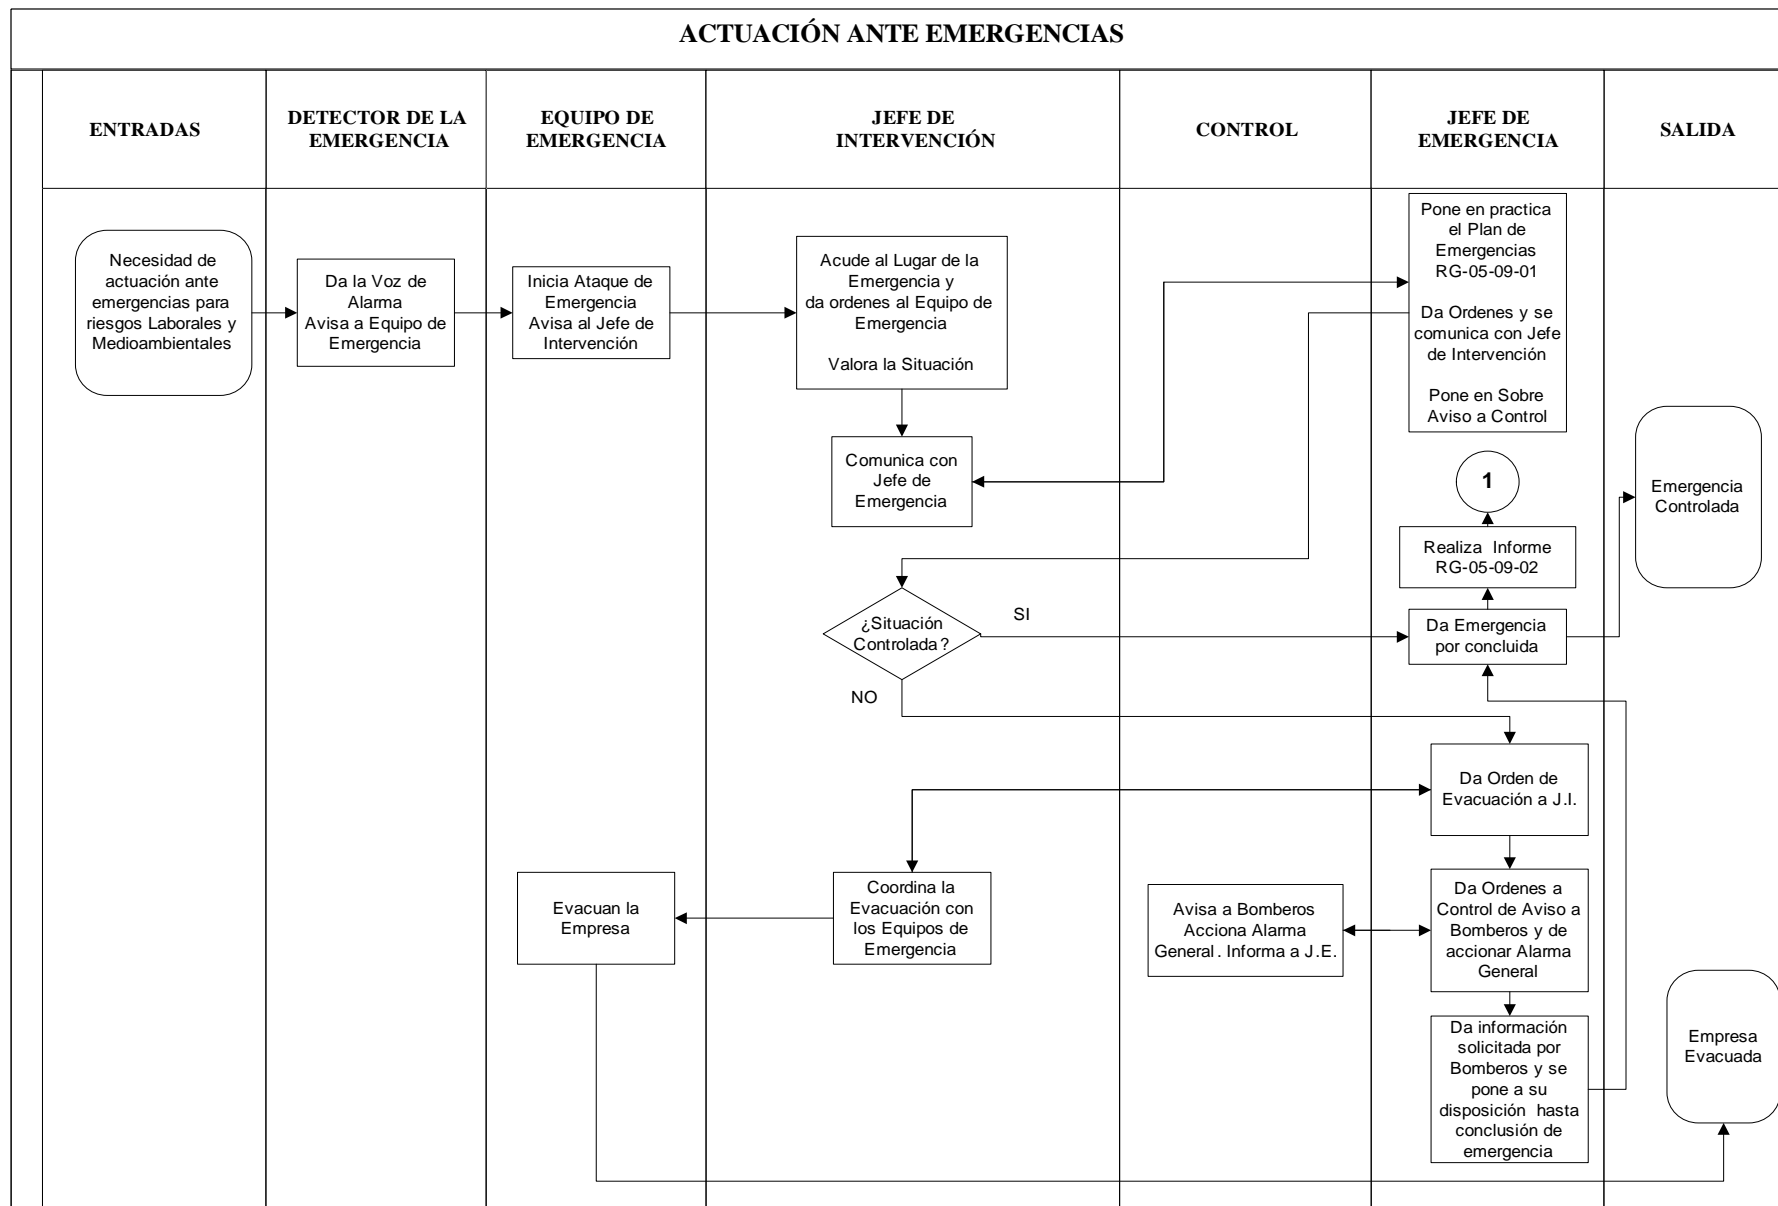 ACTUACIÓN ANTE EMERGENCIAS
ENTRADAS
DETECTOR DE LA
EMERGENCIA
EQUIPO DE
EMERGENCIA
JEFE DE
INTERVENCIÓN
CONTROL
JEFE DE
EMERGENCIA
SALIDA
Necesidad de
actuación ante
emergencias para
riesgos Laborales y
Medioambientales
Da la Voz de
Alarma
Avisa a Equipo de
Emergencia
Inicia Ataque de
Emergencia
Avisa al Jefe de
Intervención
Acude al Lugar de la
Emergencia y
da ordenes al Equipo de
Emergencia
Valora la Situación
Pone en practica
el Plan de
Emergencias
RG-05-09-01
Da Ordenes y se
comunica con Jefe
de Intervención
Pone en Sobre
Aviso a Control
Comunica con
Jefe de
Emergencia
1
Emergencia
Controlada
Realiza Informe
RG-05-09-02
¿Situación
Controlada?
SI
Da Emergencia
por concluida
NO
Da Orden de
Evacuación a J.I.
Evacuan la
Empresa
Coordina la
Evacuación con
los Equipos de
Emergencia
Avisa a Bomberos
Acciona Alarma
General. Informa a J.E.
Da Ordenes a
Control de Aviso a
Bomberos y de
accionar Alarma
General
Da información
solicitada por
Bomberos y se
pone a su
disposición hasta
conclusión de
emergencia
Empresa
Evacuada